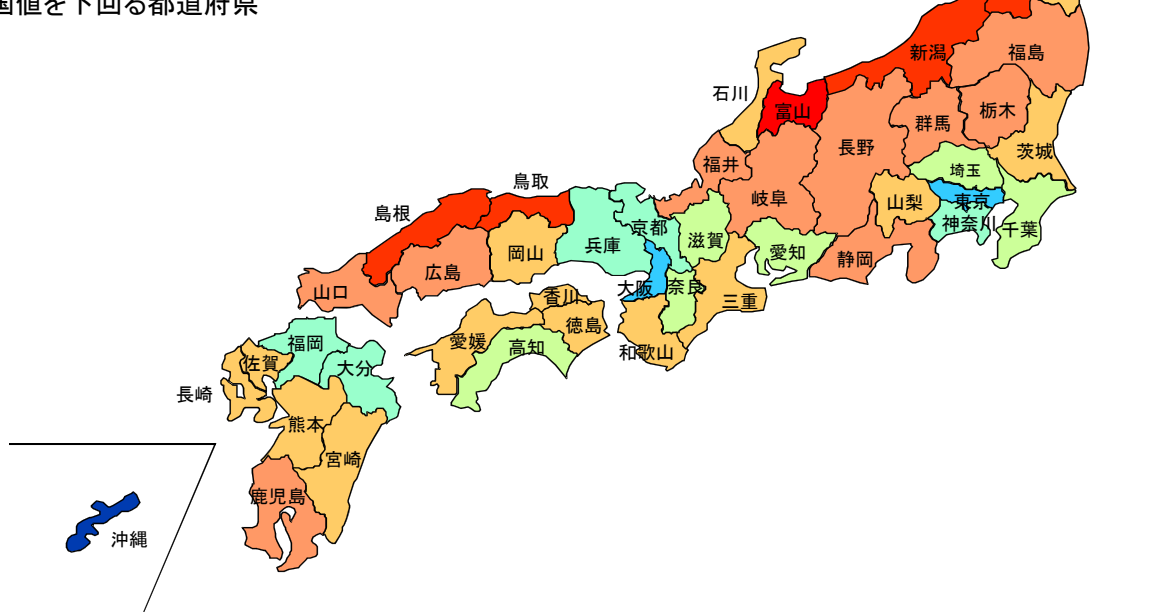 国値を下回る都道府県
新潟
福島
石川
富山
栃木
群馬
長野
茨城
福井
埼玉
鳥取
岐阜
山梨
東京
島根
京都
神奈川
千葉
兵庫
滋賀
岡山
愛知
静岡
広島
大阪
奈良
山口
香川
三重
徳島
愛媛
福岡
高知
和歌山
佐賀
大分
長崎
熊本
宮崎
鹿児島
沖縄